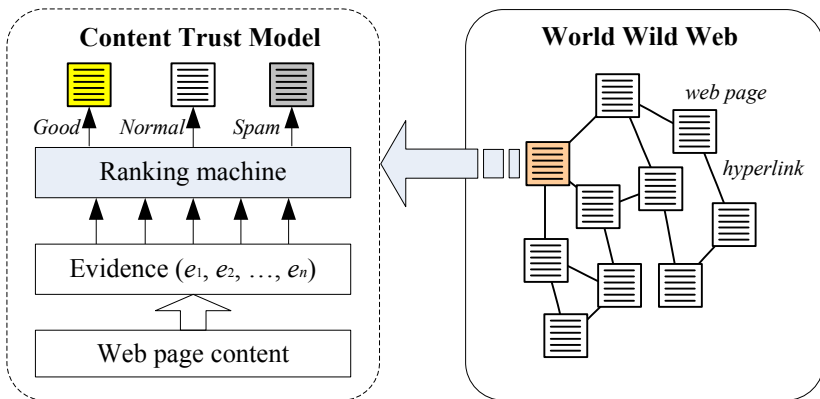 Content Trust Model
Good Normal Spam
Ranking machine
Evidence (e1, e2, …, en)
Web page content
World Wild Web
web page
hyperlink